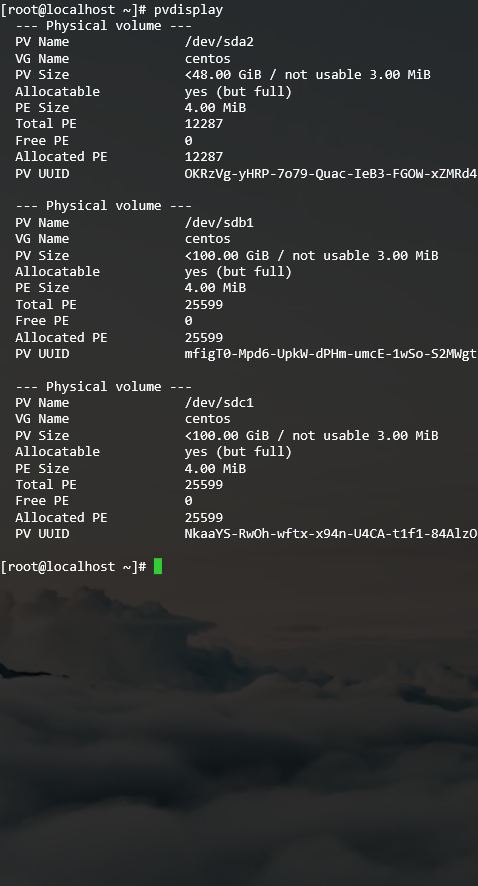 [root@localhost ~]# pvdisplay
--- Physical volume ---
PV Name /dev/sda2
VG Name centos
PV Size <48.00 GiB / not usable 3.00 MiB
Allocatable yes (but full)
PE Size 4.00 MiB
Total PE 12287
Free PE 0
Allocated PE 12287
PV UUID OKRzVg-yHRP-7o79-Quac-IeB3-FGOW-xZMRd4
--- Physical volume ---
PV Name /dev/sdb1
VG Name centos
PV Size <100.00 GiB / not usable 3.00 MiB
Allocatable yes (but full)
PE Size 4.00 MiB
Total PE 25599
Free PE 0
Allocated PE 25599
PV UUID mfigT0-Mpd6-UpkW-dPHm-umcE-1wSo-S2MWgt
--- Physical volume ---
PV Name /dev/sdc1
VG Name centos
PV Size <100.00 GiB / not usable 3.00 MiB
Allocatable yes (but full)
PE Size 4.00 MiB
Total PE 25599
Free PE 0
Allocated PE 25599
PV UUID NkaaYS-RwOh-wftx-x94n-U4CA-t1f1-84AlzO
[root@localhost ~]#